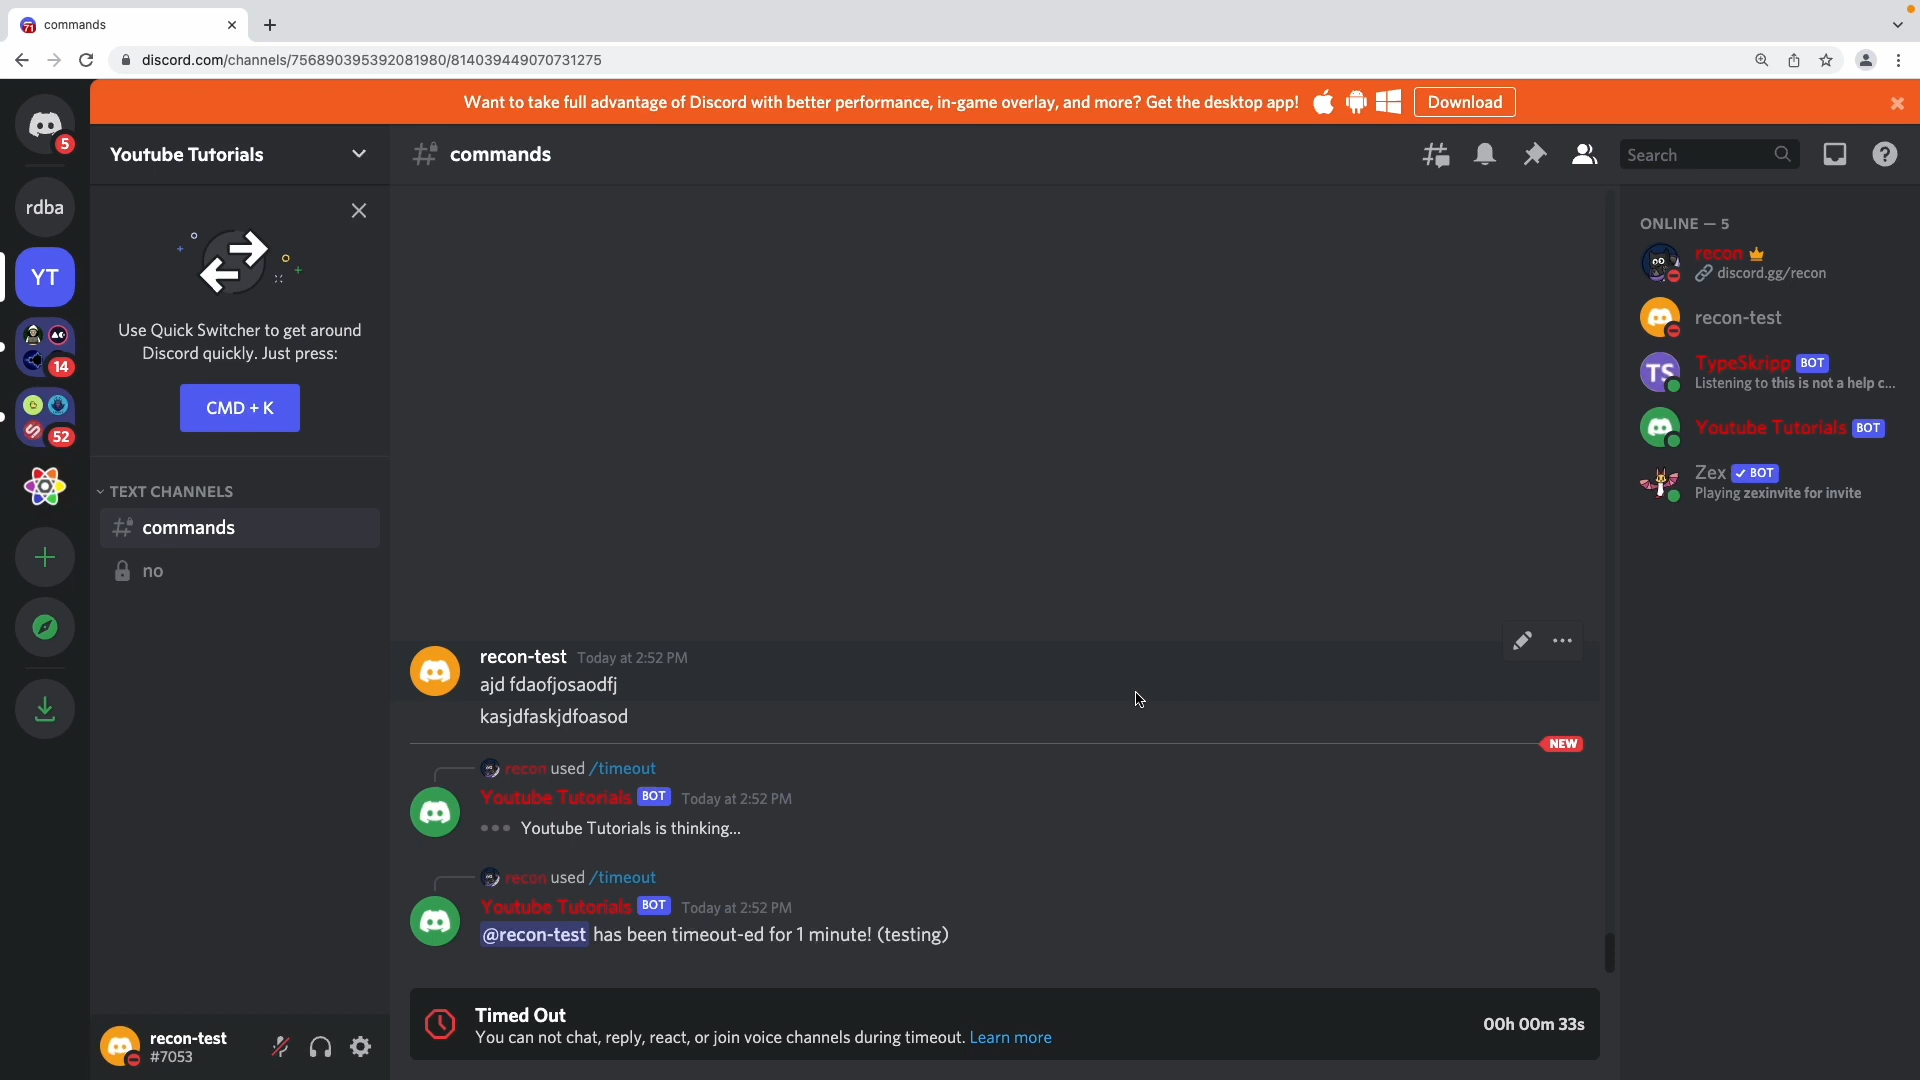 commands
discord.com/channels/756890395392081980/814039449070731275
Want to take full advantage of Discord with better performance, in-game overlay, and more? Get the desktop app!
Download
5
rdba
YT
14
52
Youtube Tutorials
Use Quick Switcher to get around
Discord quickly. Just press:
CMD + K
TEXT CHANNELS
commands
no
recon-test
#7053
commands
Search
recon-test Today at 2:52 PM
ajd fdaofjosaodfj
kasjdfaskjdfoasod
NEW
recon used /timeout
Youtube Tutorials BOT Today at 2:52 PM
Youtube Tutorials is thinking...
recon used /timeout
Youtube Tutorials BOT Today at 2:52 PM
@recon-test has been timeout-ed for 1 minute! (testing)
Timed Out
You can not chat, reply, react, or join voice channels during timeout. Learn more
00h 00m 33s
ONLINE — 5
recon
discord.gg/recon
recon-test
TS
TypeSkripp BOT
Listening to this is not a help c...
Youtube Tutorials BOT
Zex BOT
Playing zexinvite for invite